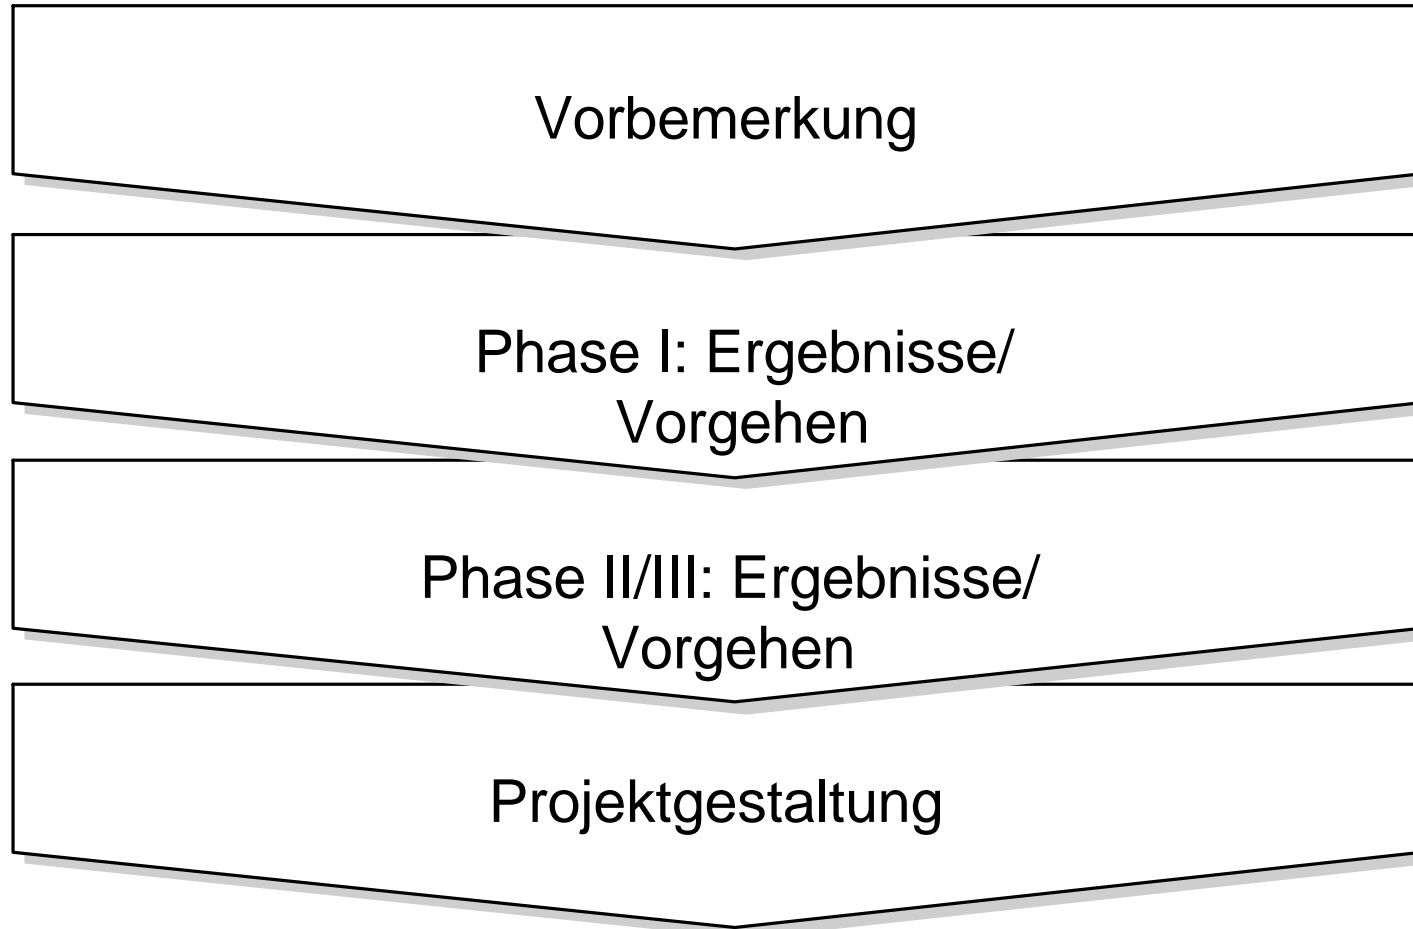 Vorbemerkung
Phase I: Ergebnisse/
Vorgehen
Phase II/III: Ergebnisse/
Vorgehen
Projektgestaltung